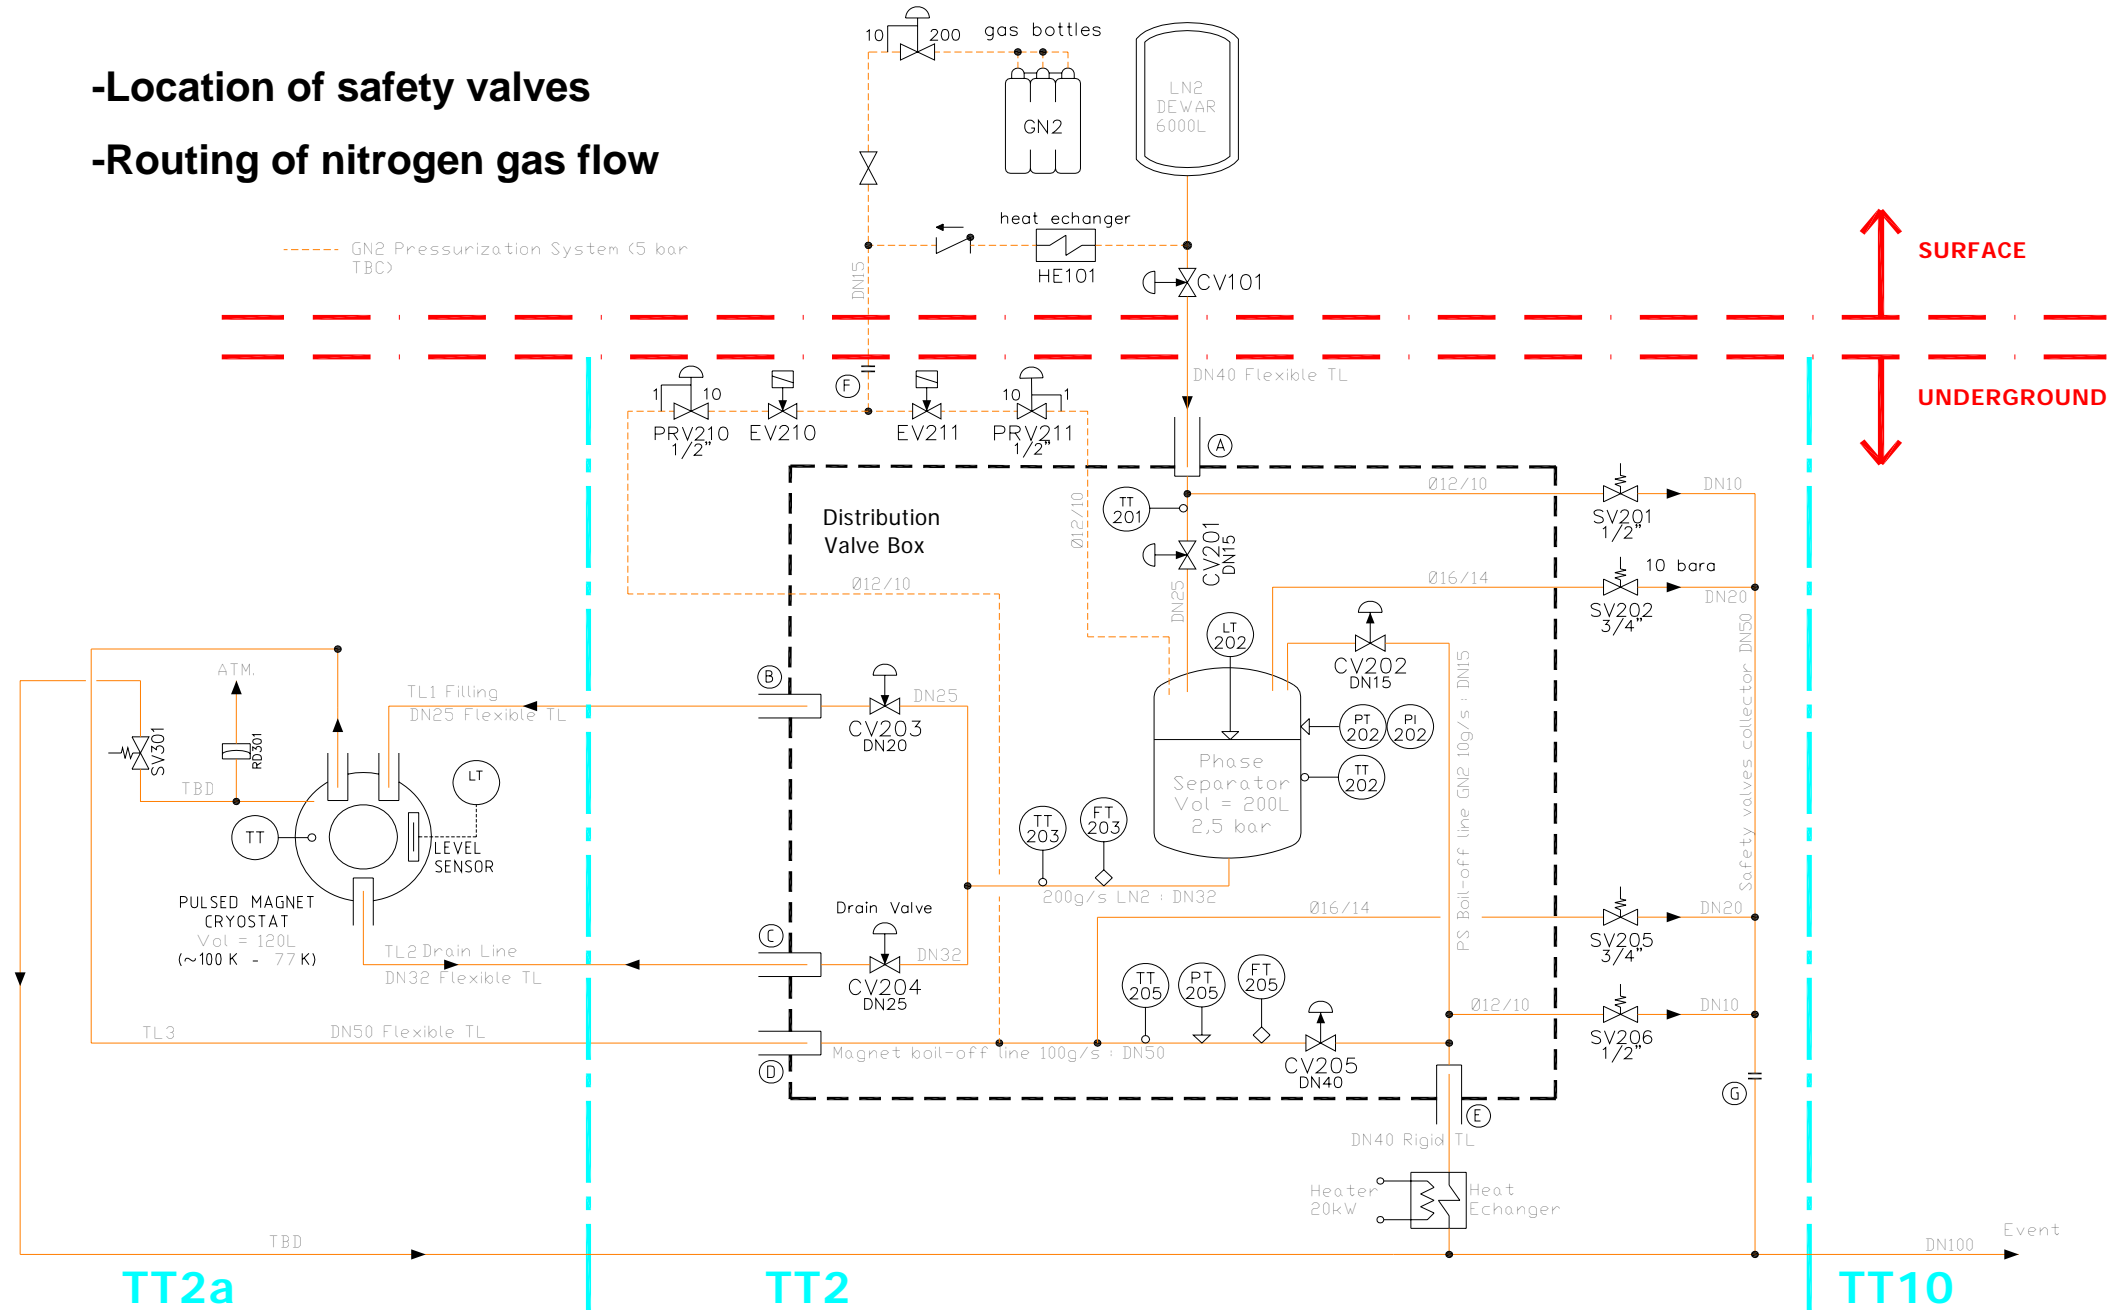 -Location of safety valves
-Routing of nitrogen gas flow
10
200
gas bottles
GN2
LN2
DEWAR
6000L
heat echanger
HE101
CV101
GN2 Pressurization System (5 bar
TBC)
DN15
SURFACE
UNDERGROUND
DN40 Flexible TL
F
1
10
PRV210
1/2"
EV210
EV211
10
1
PRV211
1/2"
A
Distribution
Valve Box
Ø12/10
Ø12/10
TT
201
CV201
DN15
DN25
Ø12/10
SV201
1/2"
DN10
Ø16/14
SV202
3/4"
10 bara
DN20
LT
202
CV202
DN15
PT
202
PI
202
TT
202
Phase
Separator
Vol = 200L
2,5 bar
PS Boil-off line GN2 10g/s : DN15
Safety valves collector DN50
ATM.
SV301
RD301
TBD
TL1 Filling
DN25 Flexible TL
B
CV203
DN20
DN25
LT
TT
LEVEL
SENSOR
PULSED MAGNET
CRYOSTAT
Vol = 120L
(~100 K - 77 K)
TT
203
FT
203
200g/s LN2 : DN32
Drain Valve
C
CV204
DN25
DN32
TL2 Drain Line
DN32 Flexible TL
Ø16/14
SV205
3/4"
DN20
TT
205
PT
205
FT
205
CV205
DN40
Ø12/10
SV206
1/2"
DN10
TL3
DN50 Flexible TL
D
Magnet boil-off line 100g/s : DN50
E
G
DN40 Rigid TL
Heater
20kW
Heat
Echanger
TBD
DN100
Event
TT2a
TT2
TT10